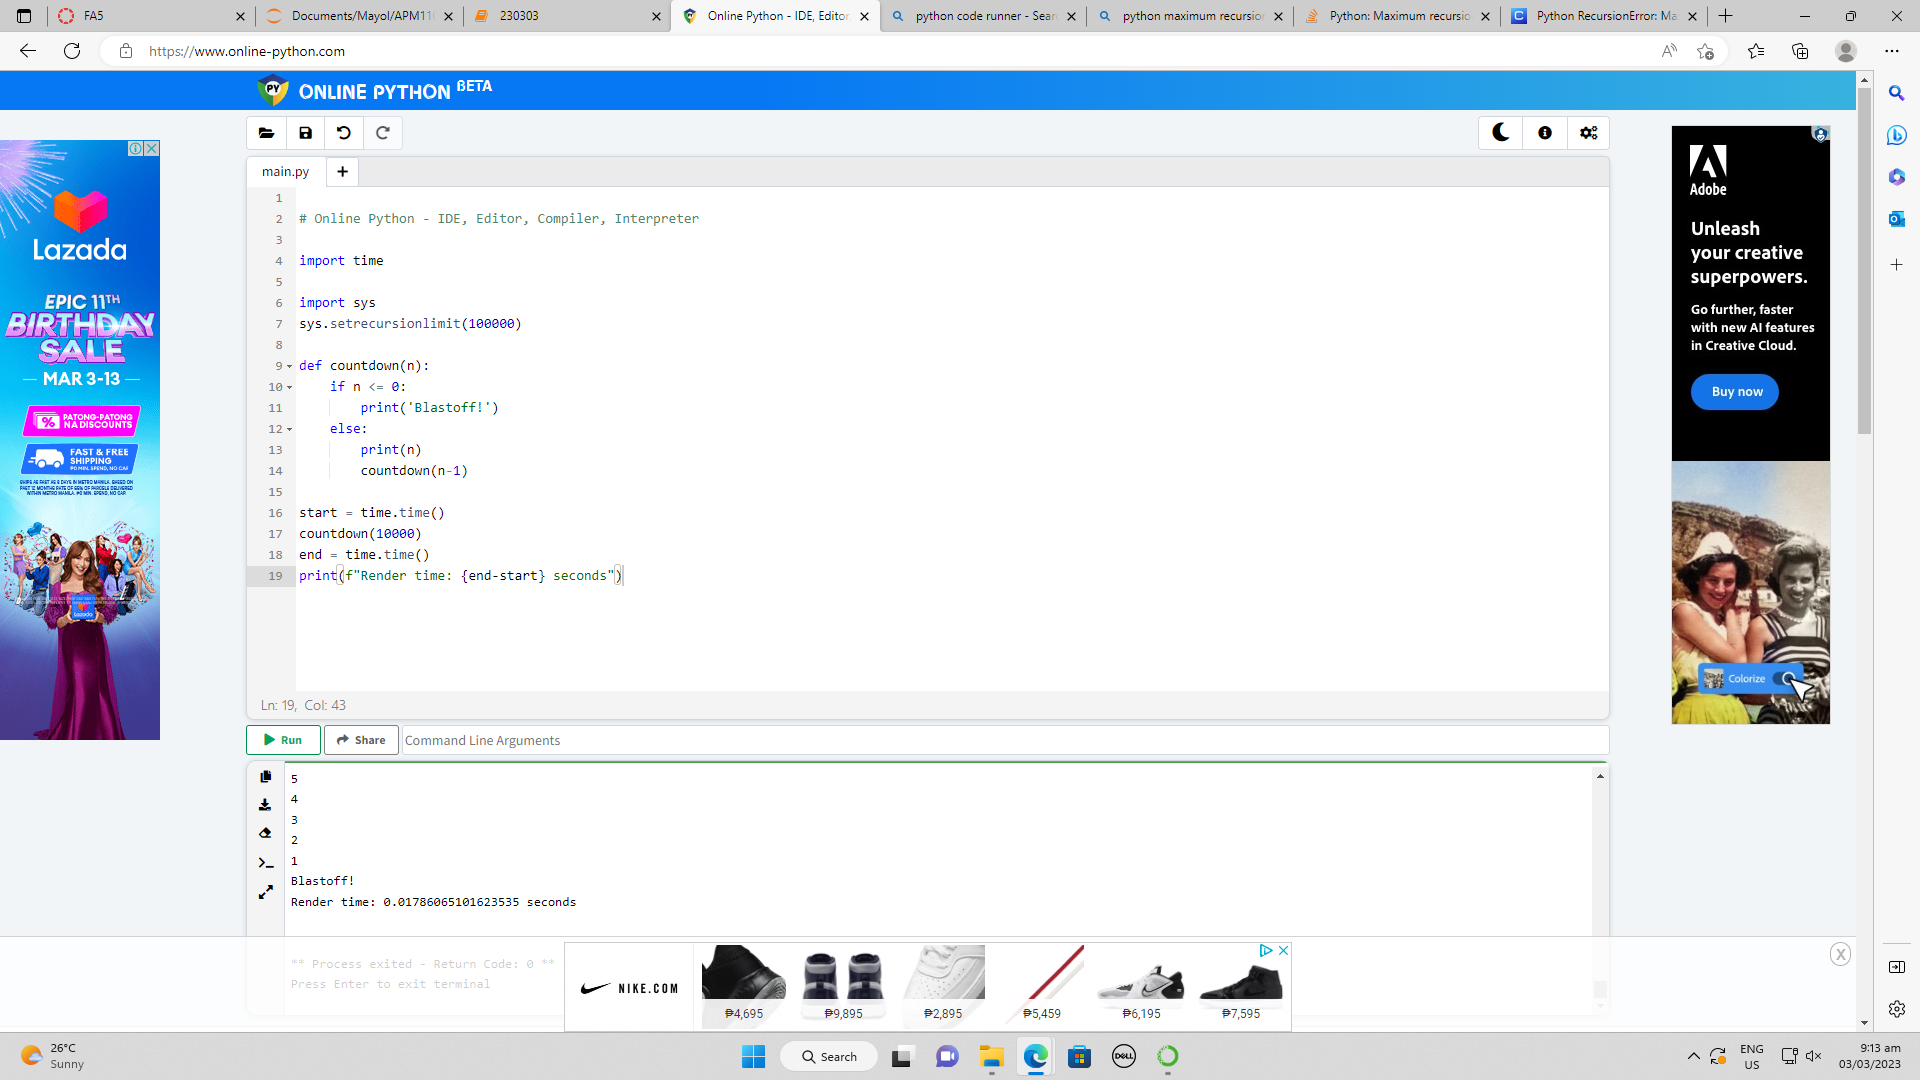 FA5
Documents/Mayol/APM11
230303
Online Python - IDE, Editor,
python code runner - Sear
python maximum recursion
Python: Maximum recursio
Python RecursionError: Ma
https://www.online-python.com
PY ONLINE PYTHON BETA
main.py
1
2 # Online Python - IDE, Editor, Compiler, Interpreter
3
4 import time
5
6 import sys
7 sys.setrecursionlimit(100000)
8
9 def countdown(n):
10 if n <= 0:
11 print('Blastoff!')
12 else:
13 print(n)
14 countdown(n-1)
15
16 start = time.time()
17 countdown(10000)
18 end = time.time()
19 print(f"Render time: {end-start} seconds")
Ln: 19, Col: 43
Run Share Command Line Arguments
5
4
3
2
1
Blastoff!
Render time: 0.01786065101623535 seconds
** Process exited - Return Code: 0 **
Press Enter to exit terminal
Lazada
EPIC 11TH
BIRTHDAY
SALE
MAR 3-13
PATONG-PATONG
NA DISCOUNTS
FAST & FREE
SHIPPING
₱0 MIN. SPEND, NO CAP
Lazada
Adobe
Unleash
your creative
superpowers.
Go further, faster
with new AI features
in Creative Cloud.
Buy now
Colorize
NIKE.COM
₱4,695
₱9,895
₱2,895
₱5,459
₱6,195
₱7,595
X
26°C
Sunny
Search
DELL
ENG
US
9:13 am
03/03/2023